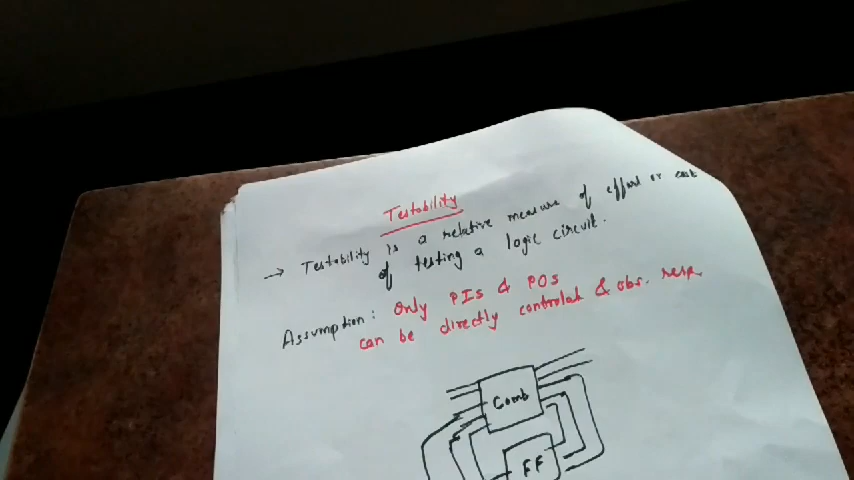 Testability
→ Testability is a relative measure of effort or cost
of testing a logic circuit.
Assumption: Only PIs & POs
can be directly controlab & obs. resp.
Comb
FF